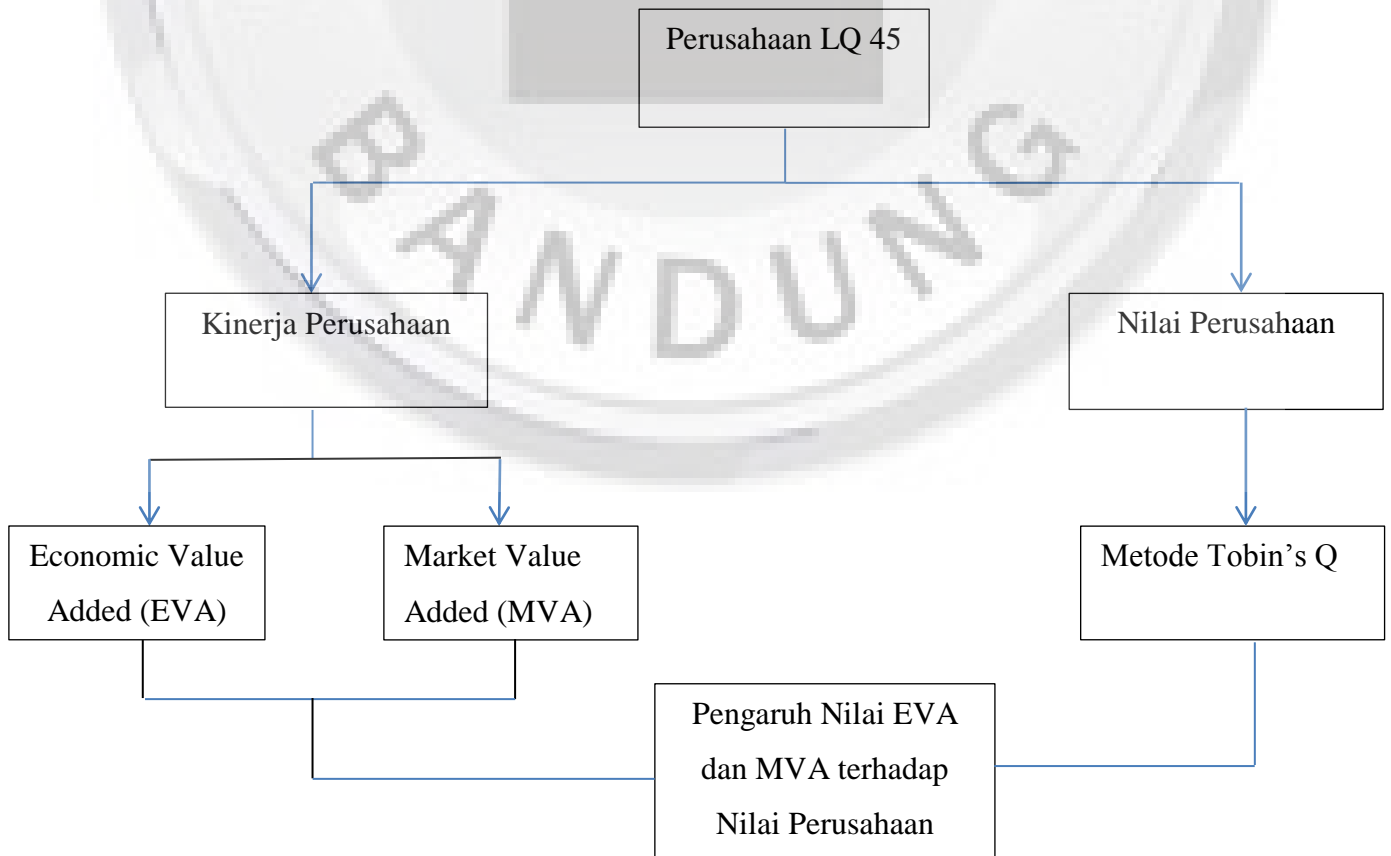 Perusahaan LQ 45
BANDUNG
Kinerja Perusahaan
Nilai Perusahaan
Economic Value
Added (EVA)
Market Value
Added (MVA)
Metode Tobin’s Q
Pengaruh Nilai EVA
dan MVA terhadap
Nilai Perusahaan